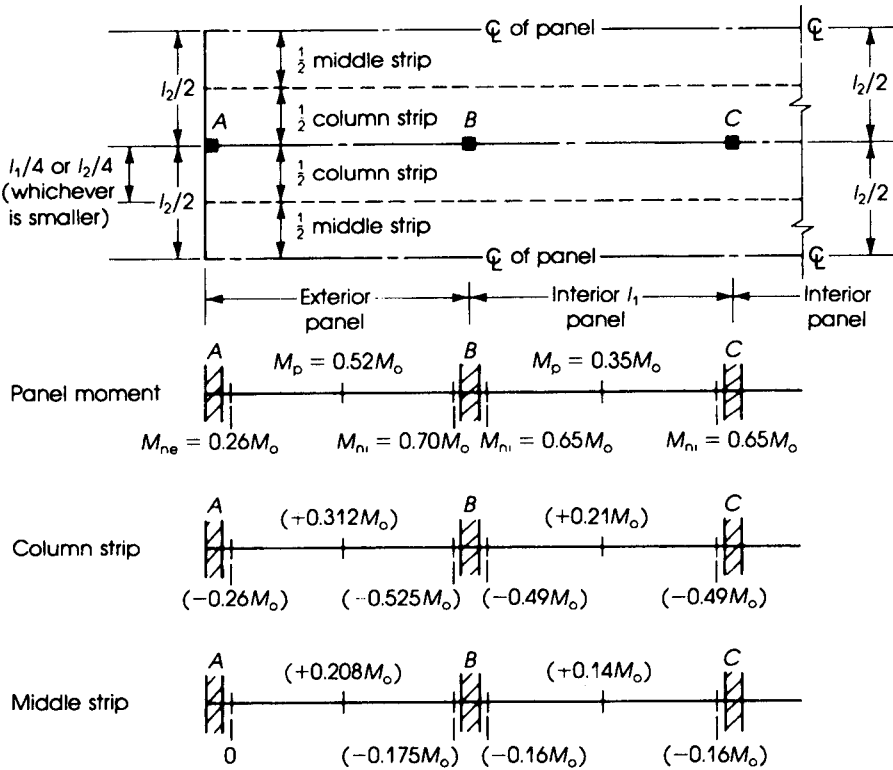 ℄ of panel
℄
½ middle strip
l₂/2
l₂/2
A
½ column strip
B
C
l₁/4 or l₂/4
(whichever
is smaller)
½ column strip
l₂/2
l₂/2
½ middle strip
℄ of panel
℄
Exterior
panel
Interior l₁
panel
Interior
panel
A
B
C
Mₚ = 0.52Mₒ
Mₚ = 0.35Mₒ
Panel moment
Mₙₑ = 0.26Mₒ
Mₙᵢ = 0.70Mₒ
Mₙᵢ = 0.65Mₒ
Mₙᵢ = 0.65Mₒ
A
B
C
(+0.312Mₒ)
(+0.21Mₒ)
Column strip
(−0.26Mₒ)
(−0.525Mₒ)
(−0.49Mₒ)
(−0.49Mₒ)
A
B
C
(+0.208Mₒ)
(+0.14Mₒ)
Middle strip
0
(−0.175Mₒ)
(−0.16Mₒ)
(−0.16Mₒ)